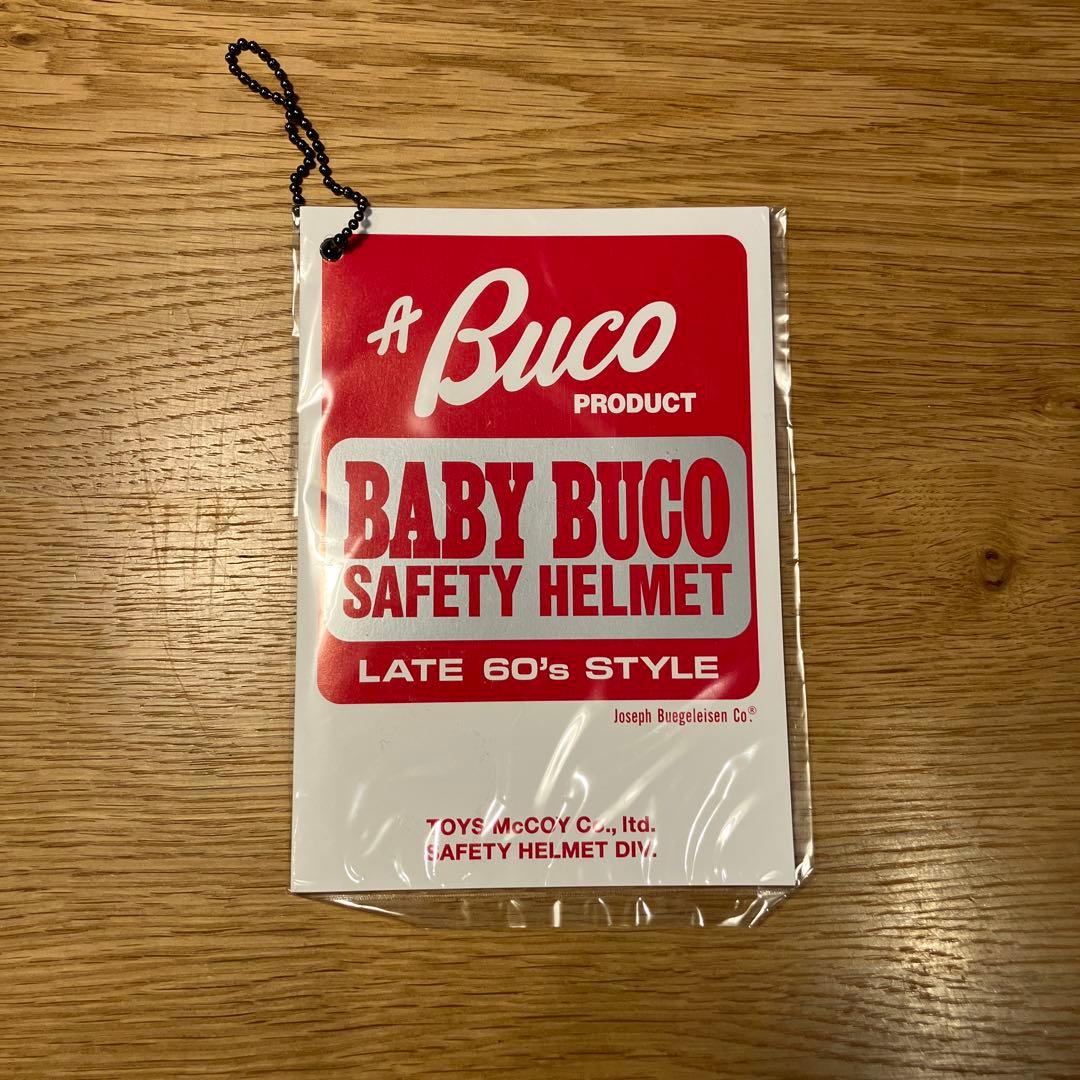 A Buco
PRODUCT
BABY BUCO
SAFETY HELMET
LATE 60's STYLE
Joseph Buegeleisen Co.®
TOYS McCOY Co., ltd.
SAFETY HELMET DIV.